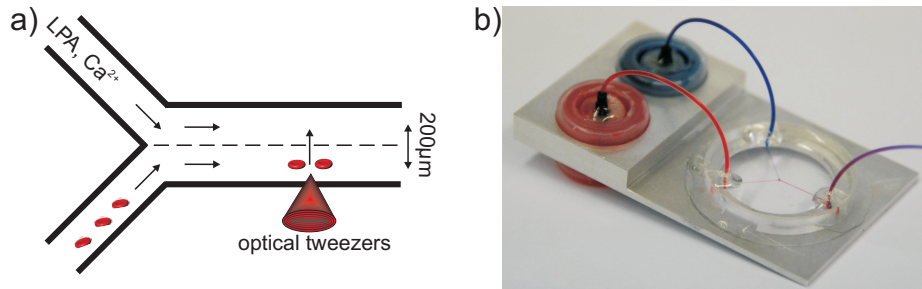 a)
LPA, Ca²⁺
200µm
optical tweezers
b)